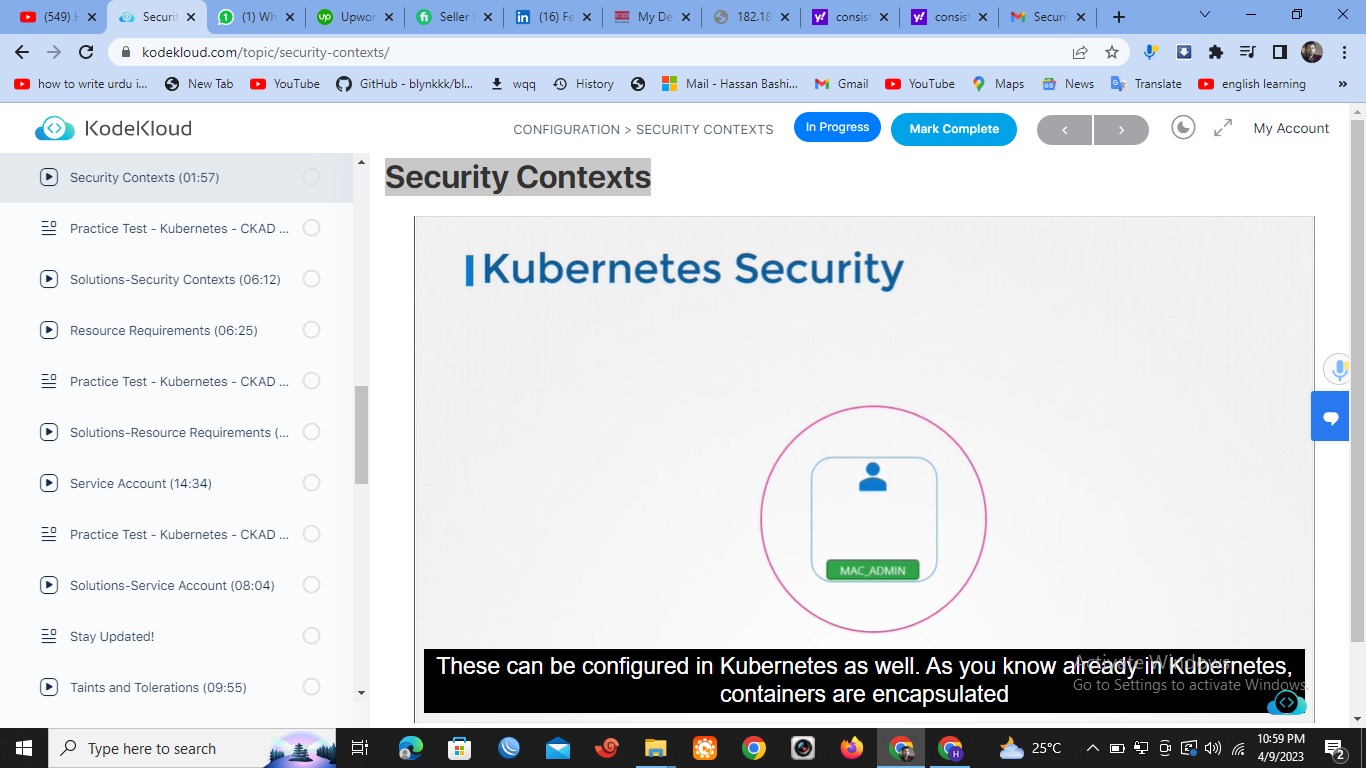 (549) H
Securit
(1) Wh
Upwor
Seller
(16) Fe
My De
182.18
consist
consist
Securit
kodekloud.com/topic/security-contexts/
how to write urdu i...
New Tab
YouTube
GitHub - blynkkk/bl...
wqq
History
Mail - Hassan Bashi...
Gmail
YouTube
Maps
News
Translate
english learning
KodeKloud
CONFIGURATION > SECURITY CONTEXTS
In Progress
Mark Complete
My Account
Security Contexts (01:57)
Practice Test - Kubernetes - CKAD ...
Solutions-Security Contexts (06:12)
Resource Requirements (06:25)
Practice Test - Kubernetes - CKAD ...
Solutions-Resource Requirements (...
Service Account (14:34)
Practice Test - Kubernetes - CKAD ...
Solutions-Service Account (08:04)
Stay Updated!
Taints and Tolerations (09:55)
Security Contexts
Kubernetes Security
MAC_ADMIN
These can be configured in Kubernetes as well. As you know already in Kubernetes,
containers are encapsulated
Activate Windows
Go to Settings to activate Windows.
Type here to search
25°C
10:59 PM
4/9/2023
2